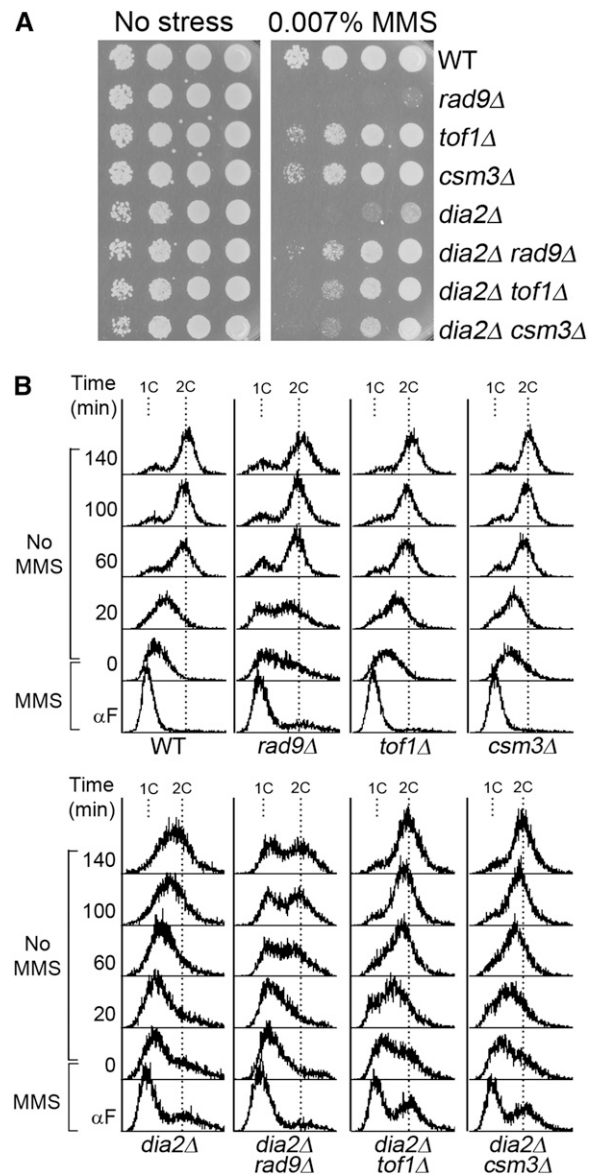 A
No stress
0.007% MMS
WT
rad9Δ
tof1Δ
csm3Δ
dia2Δ
dia2Δ rad9Δ
dia2Δ tof1Δ
dia2Δ csm3Δ
B
Time
(min)
1C 2C 1C 2C 1C 2C 1C 2C
140
100
No
MMS
60
20
0
MMS
αF
WT rad9Δ tof1Δ csm3Δ
Time
(min)
1C 2C 1C 2C 1C 2C 1C 2C
140
100
No
MMS
60
20
0
MMS
αF
dia2Δ dia2Δ dia2Δ dia2Δ
rad9Δ tof1Δ csm3Δ